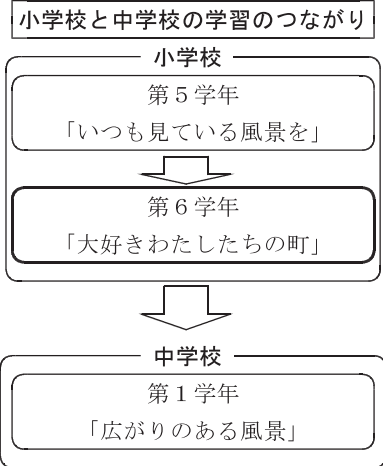 小学校と中学校の学習のつながり
小学校
第５学年
「いつも見ている風景を」
第６学年
「大好きわたしたちの町」
中学校
第１学年
「広がりのある風景」